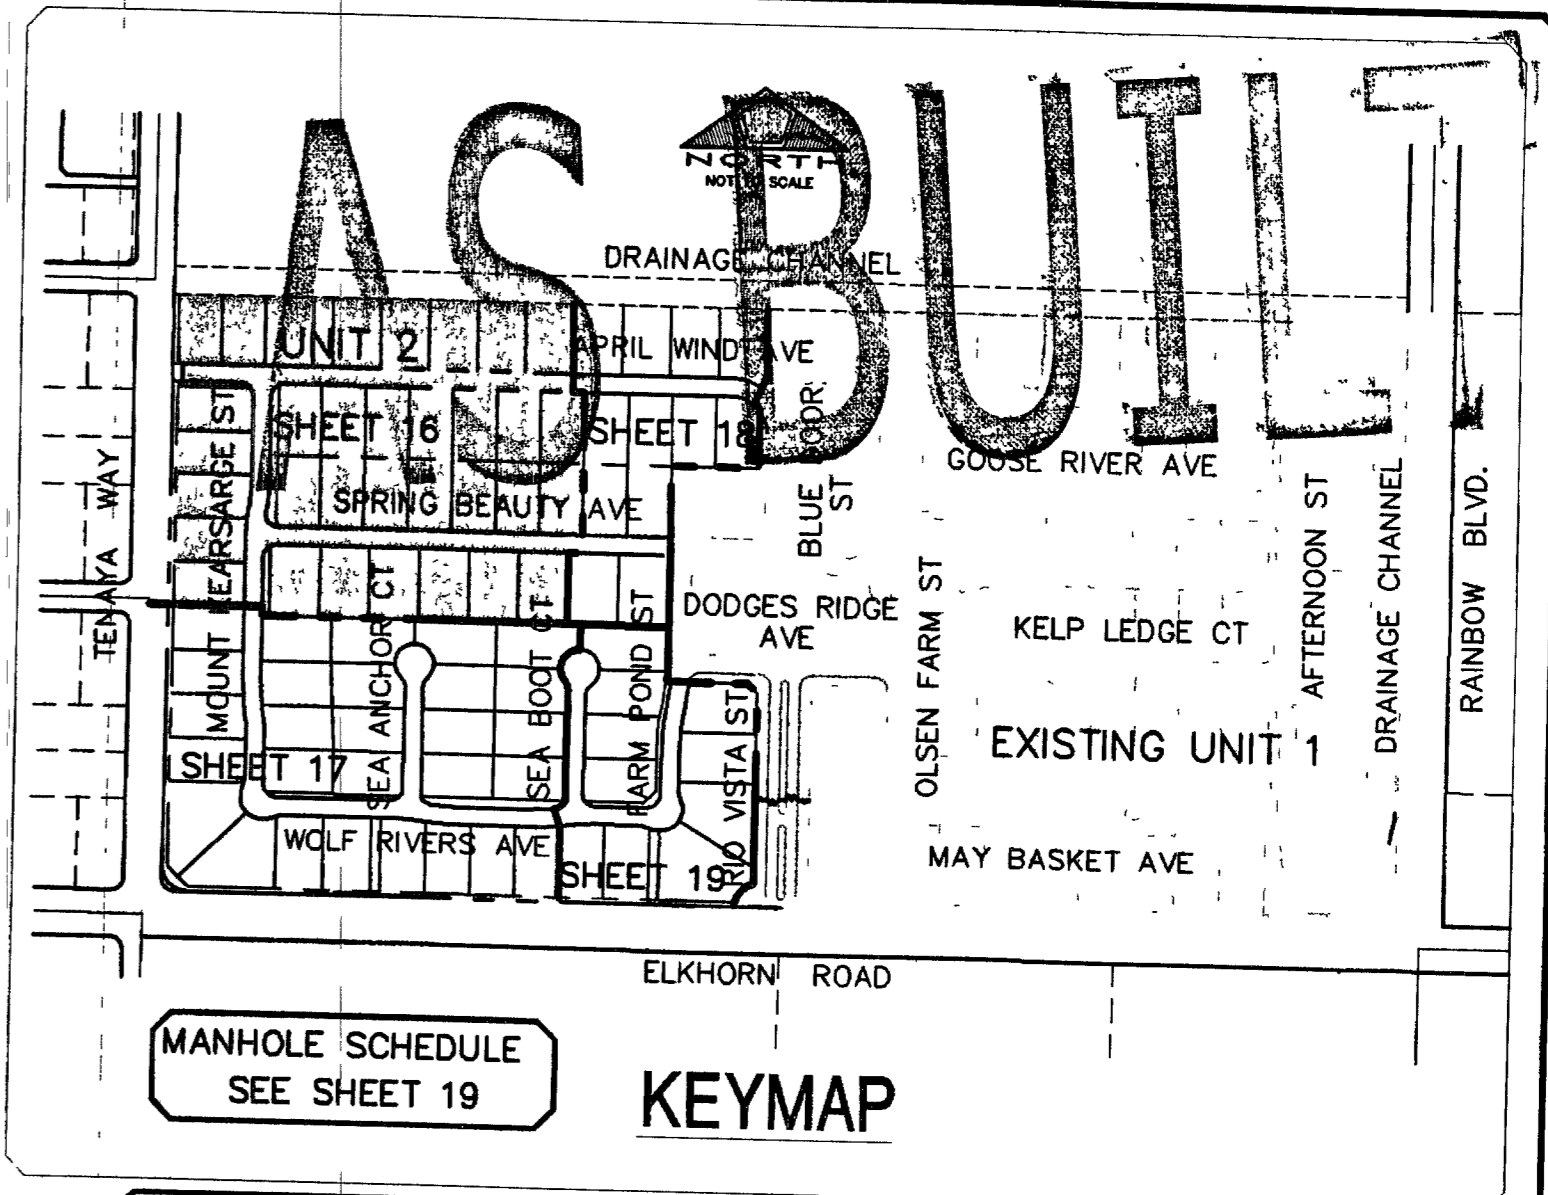 AS BUILT
NORTH
NOT TO SCALE
DRAINAGE CHANNEL
UNIT 2
APRIL WIND AVE
SHEET 16
SHEET 18
SPRING BEAUTY AVE
MOUNT KEARSARGE ST
TENAYA WAY
BLUE DOOR ST
GOOSE RIVER AVE
DODGES RIDGE
AVE
OLSEN FARM ST
KELP LEDGE CT
AFTERNOON ST
DRAINAGE CHANNEL
RAINBOW BLVD.
SEA ANCHOR CT
SEA BOOT CT
FARM POND ST
RIO VISTA ST
EXISTING UNIT 1
SHEET 17
WOLF RIVERS AVE
SHEET 19
MAY BASKET AVE
ELKHORN ROAD
MANHOLE SCHEDULE
SEE SHEET 19
KEYMAP